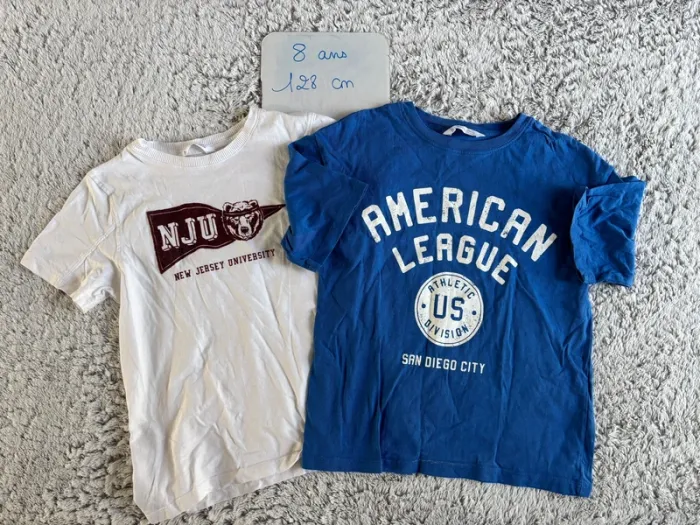 8 ans
128 cm
NJU
NEW JERSEY UNIVERSITY
AMERICAN
LEAGUE
ATHLETIC
US
DIVISION
SAN DIEGO CITY